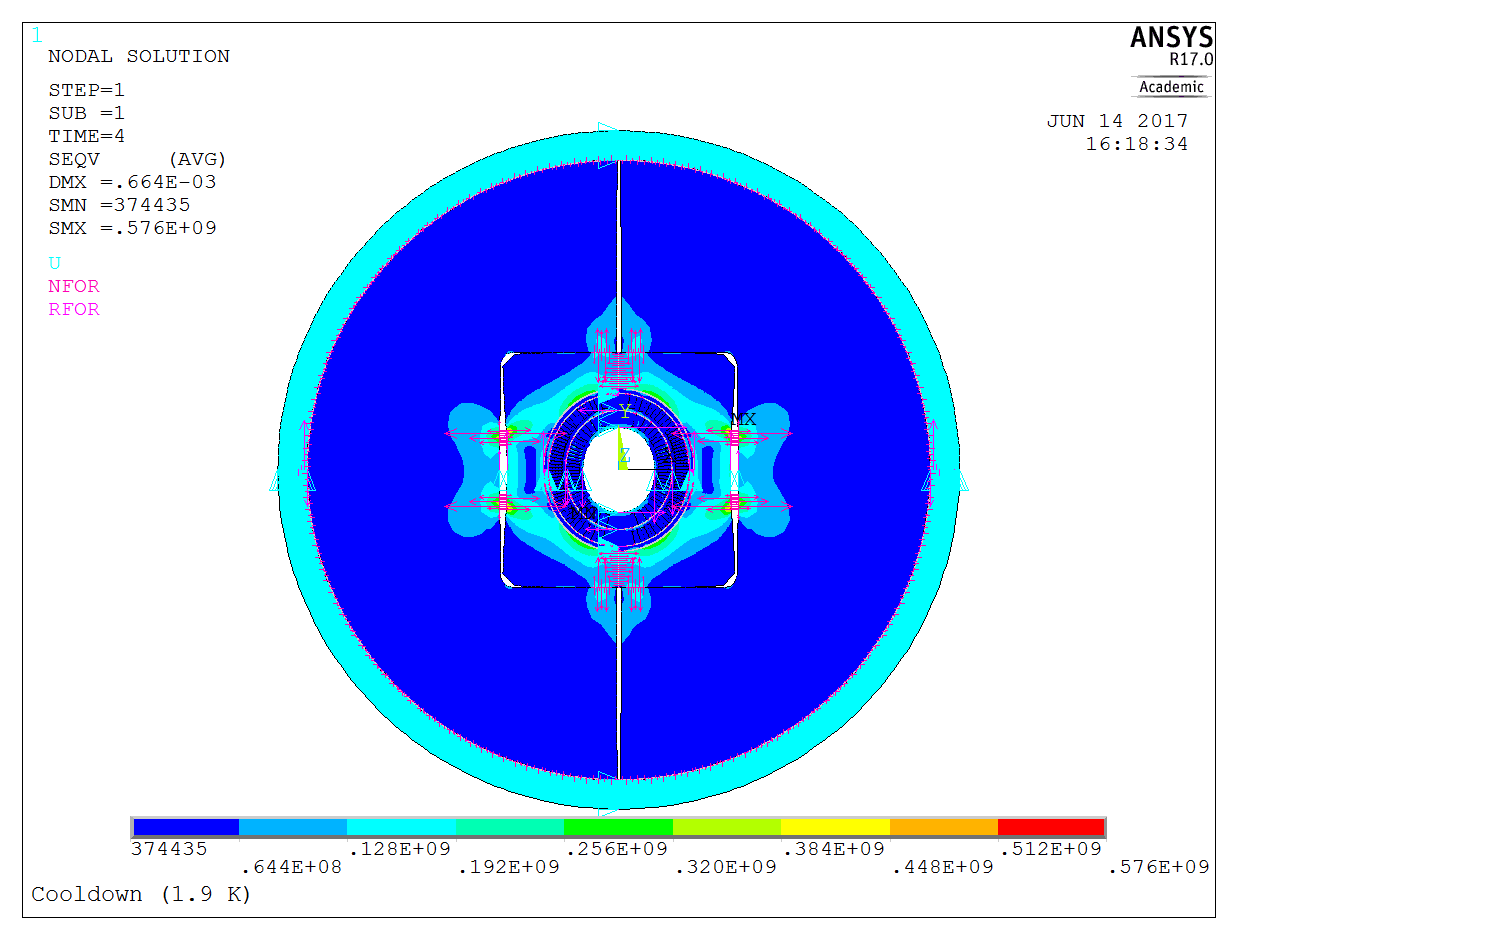 1
NODAL SOLUTION
STEP=1
SUB =1
TIME=4
SEQV (AVG)
DMX =.664E-03
SMN =374435
SMX =.576E+09
U
NFOR
RFOR
ANSYS
R17.0
Academic
JUN 14 2017
16:18:34
MX
Y
Z
374435
.644E+08
.128E+09
.192E+09
.256E+09
.320E+09
.384E+09
.448E+09
.512E+09
.576E+09
Cooldown (1.9 K)